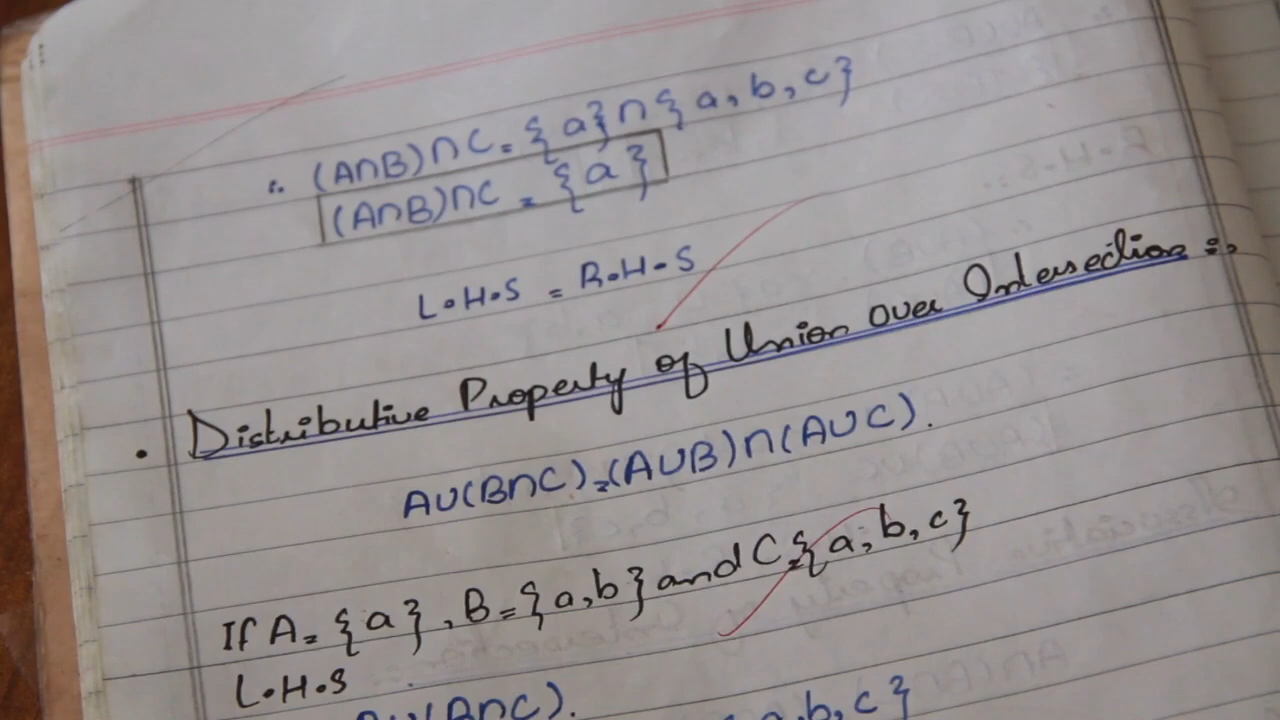 ∴ (A∩B)∩C = {a}∩{a, b, c}
(A∩B)∩C = {a}
L.H.S = R.H.S
• Distributive Property of Union over Intersection :-
A∪(B∩C) = (A∪B)∩(A∪C).
If A = {a}, B = {a,b} and C = {a, b, c}
L.H.S
A∪(B∩C).
a, b, c}